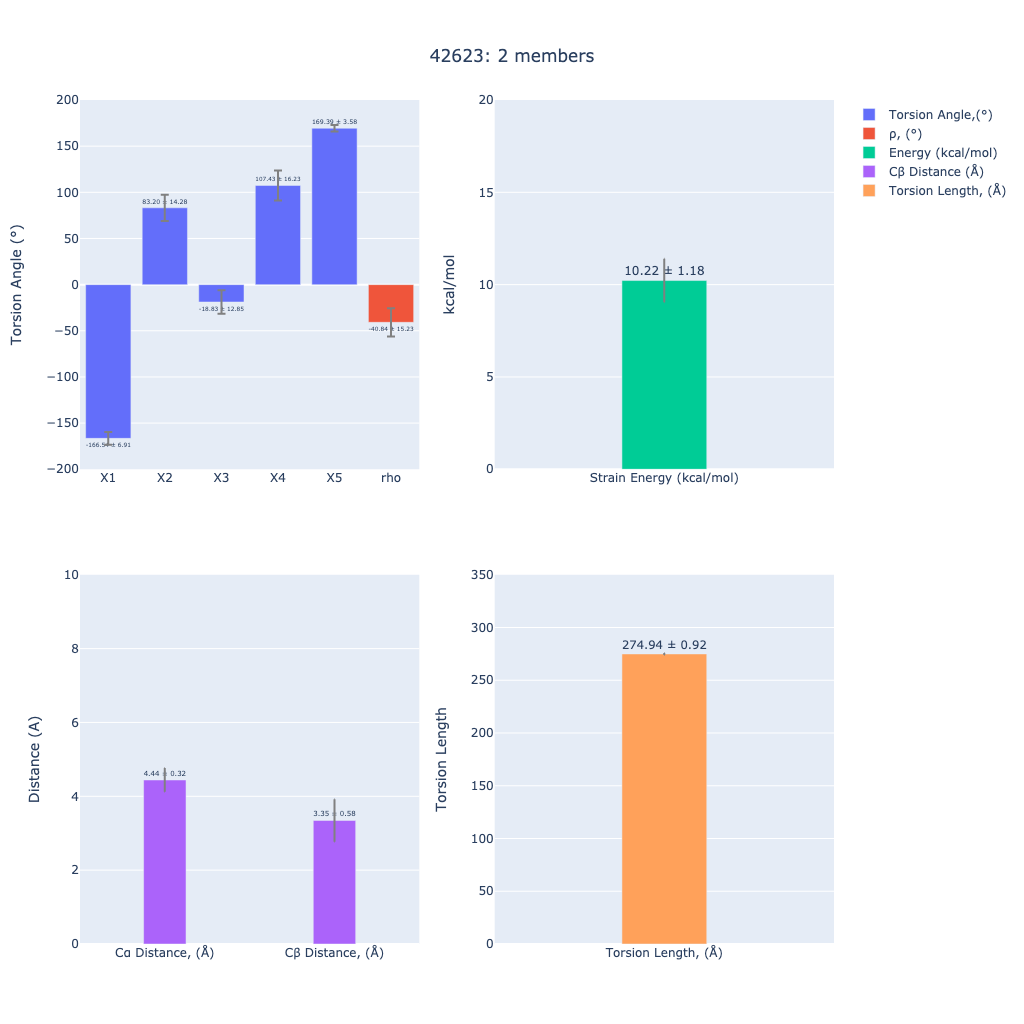 42623: 2 members
Torsion Angle (°)
200
150
100
50
0
−50
−100
−150
−200
169.39 ± 3.58
107.43 ± 16.23
83.20 ± 14.28
-18.83 ± 12.85
-40.84 ± 15.23
± 6.91
X1 X2 X3 X4 X5 rho
kcal/mol
20
15
10
5
0
10.22 ± 1.18
Strain Energy (kcal/mol)
Torsion Angle,(°)
ρ, (°)
Energy (kcal/mol)
Cβ Distance (Å)
Torsion Length, (Å)
Distance (A)
10
8
6
4
2
0
4.44 ± 0.32
3.35 ± 0.58
Cα Distance, (Å) Cβ Distance, (Å)
Torsion Length
350
300
250
200
150
100
50
0
274.94 ± 0.92
Torsion Length, (Å)